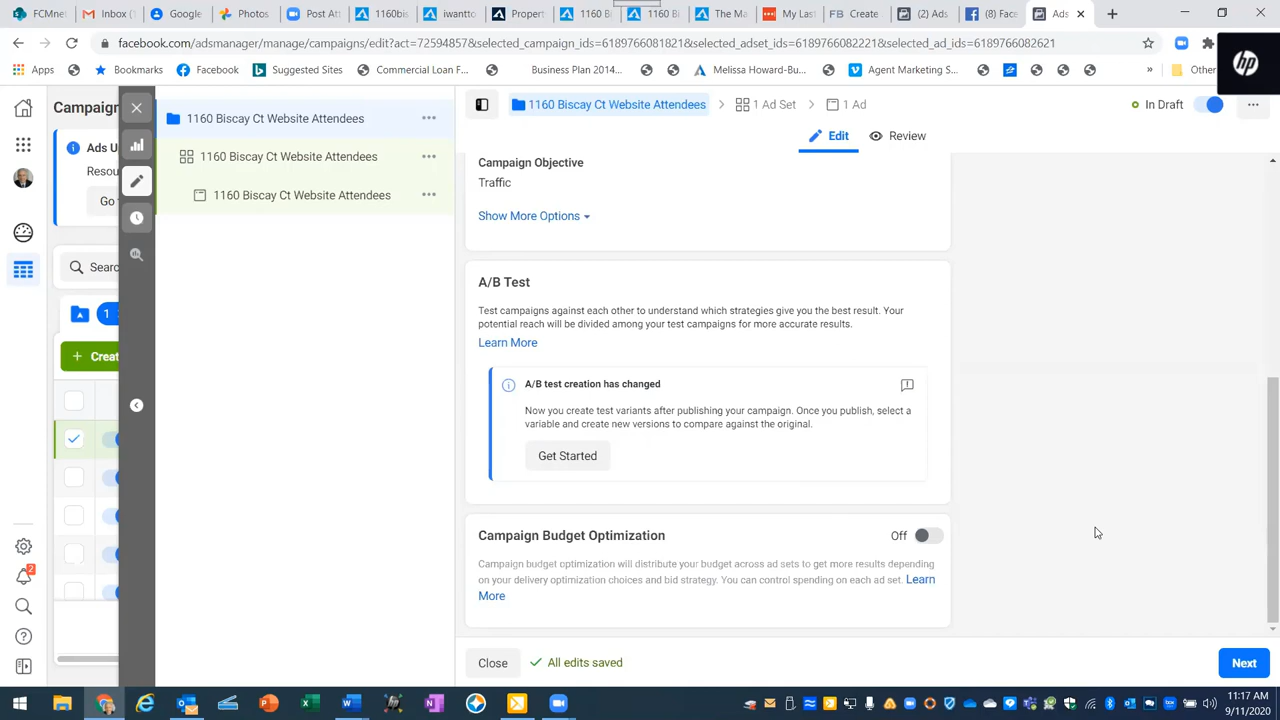 FCMnet
Inbox (
Google
Photos
Post Att
1160bis
iwantto
Propert
1160 B
1160 Bi
The Ma
My Last
Create
(2) Ads
(8) Face
Ads
facebook.com/adsmanager/manage/campaigns/edit?act=72594857&selected_campaign_ids=6189766081821&selected_adset_ids=6189766082221&selected_ad_ids=6189766082621
Apps
Bookmarks
Facebook
Suggested Sites
Commercial Loan F...
Business Plan 2014...
Melissa Howard-Bu...
Agent Marketing S...
»
Other
hp
Campaign
Ads U
Resou
Go
Searc
1
+ Creat
2
1160 Biscay Ct Website Attendees
1160 Biscay Ct Website Attendees
1160 Biscay Ct Website Attendees
1160 Biscay Ct Website Attendees > 1 Ad Set > 1 Ad
In Draft
Edit
Review
Campaign Objective
Traffic
Show More Options
A/B Test
Test campaigns against each other to understand which strategies give you the best result. Your
potential reach will be divided among your test campaigns for more accurate results.
Learn More
A/B test creation has changed
Now you create test variants after publishing your campaign. Once you publish, select a
variable and create new versions to compare against the original.
Get Started
Campaign Budget Optimization
Off
Campaign budget optimization will distribute your budget across ad sets to get more results depending
on your delivery optimization choices and bid strategy. You can control spending on each ad set. Learn
More
Close
All edits saved
Next
11:17 AM
9/11/2020